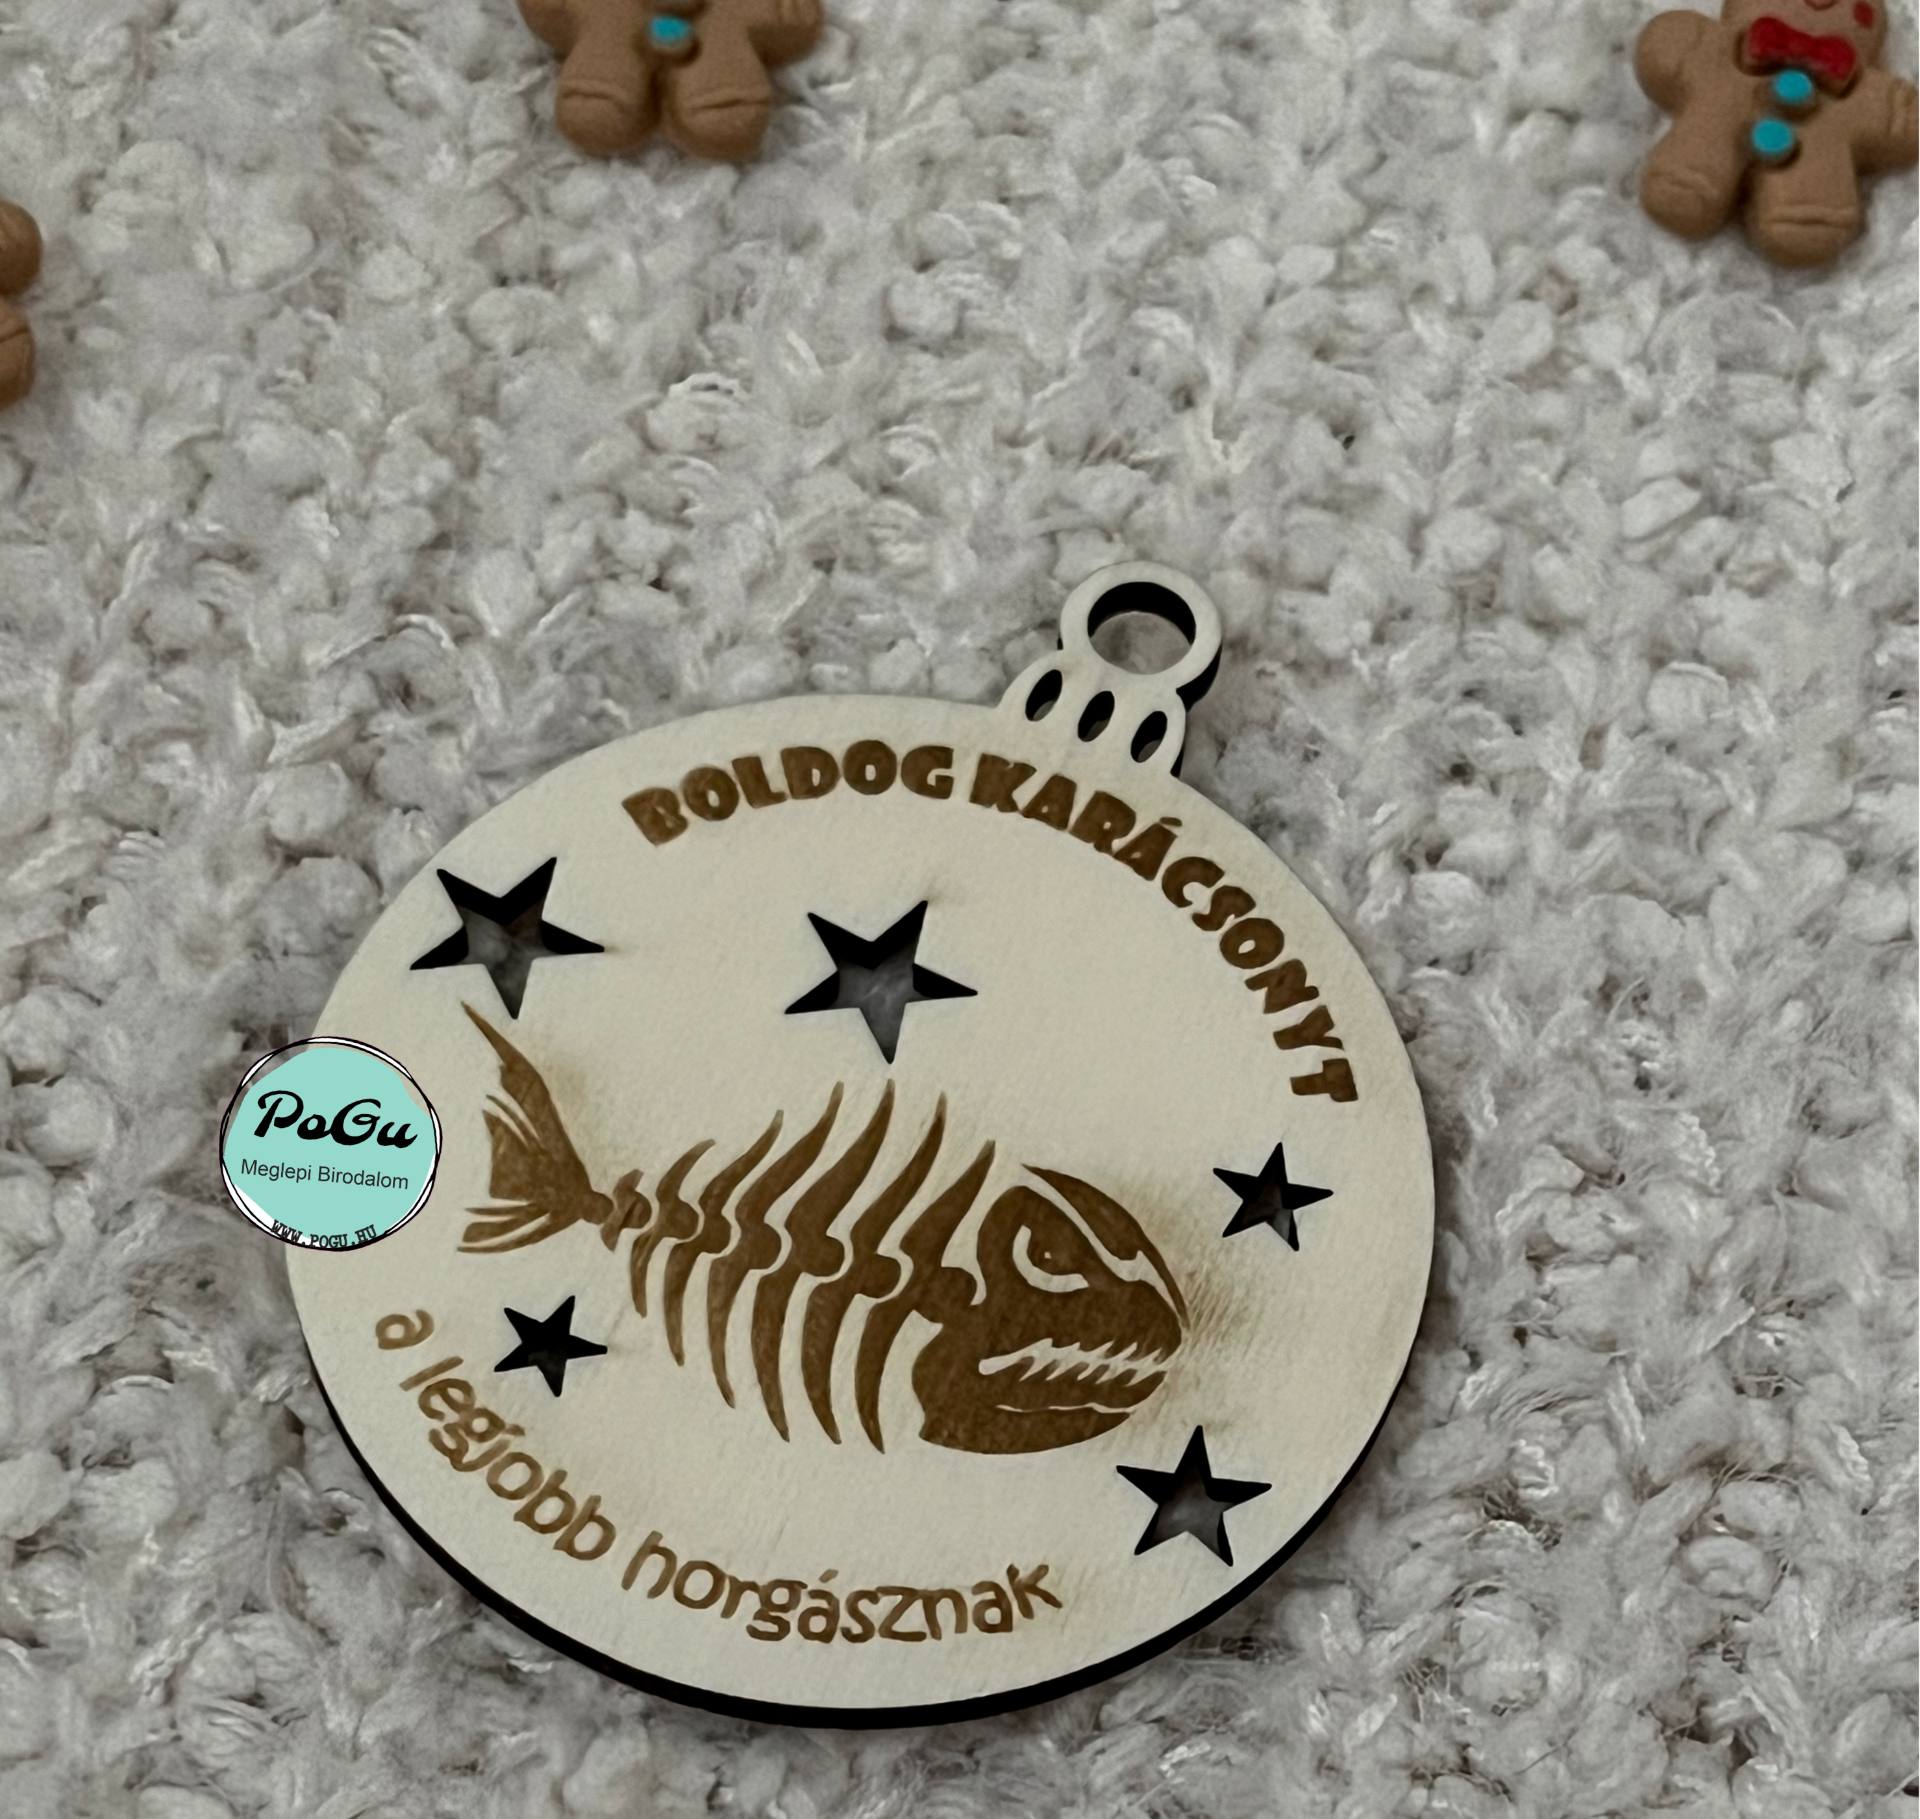 BOLDOG KARÁCSONYT
PoGu
Meglepi Birodalom
WWW.POGU.HU
a legjobb horgásznak